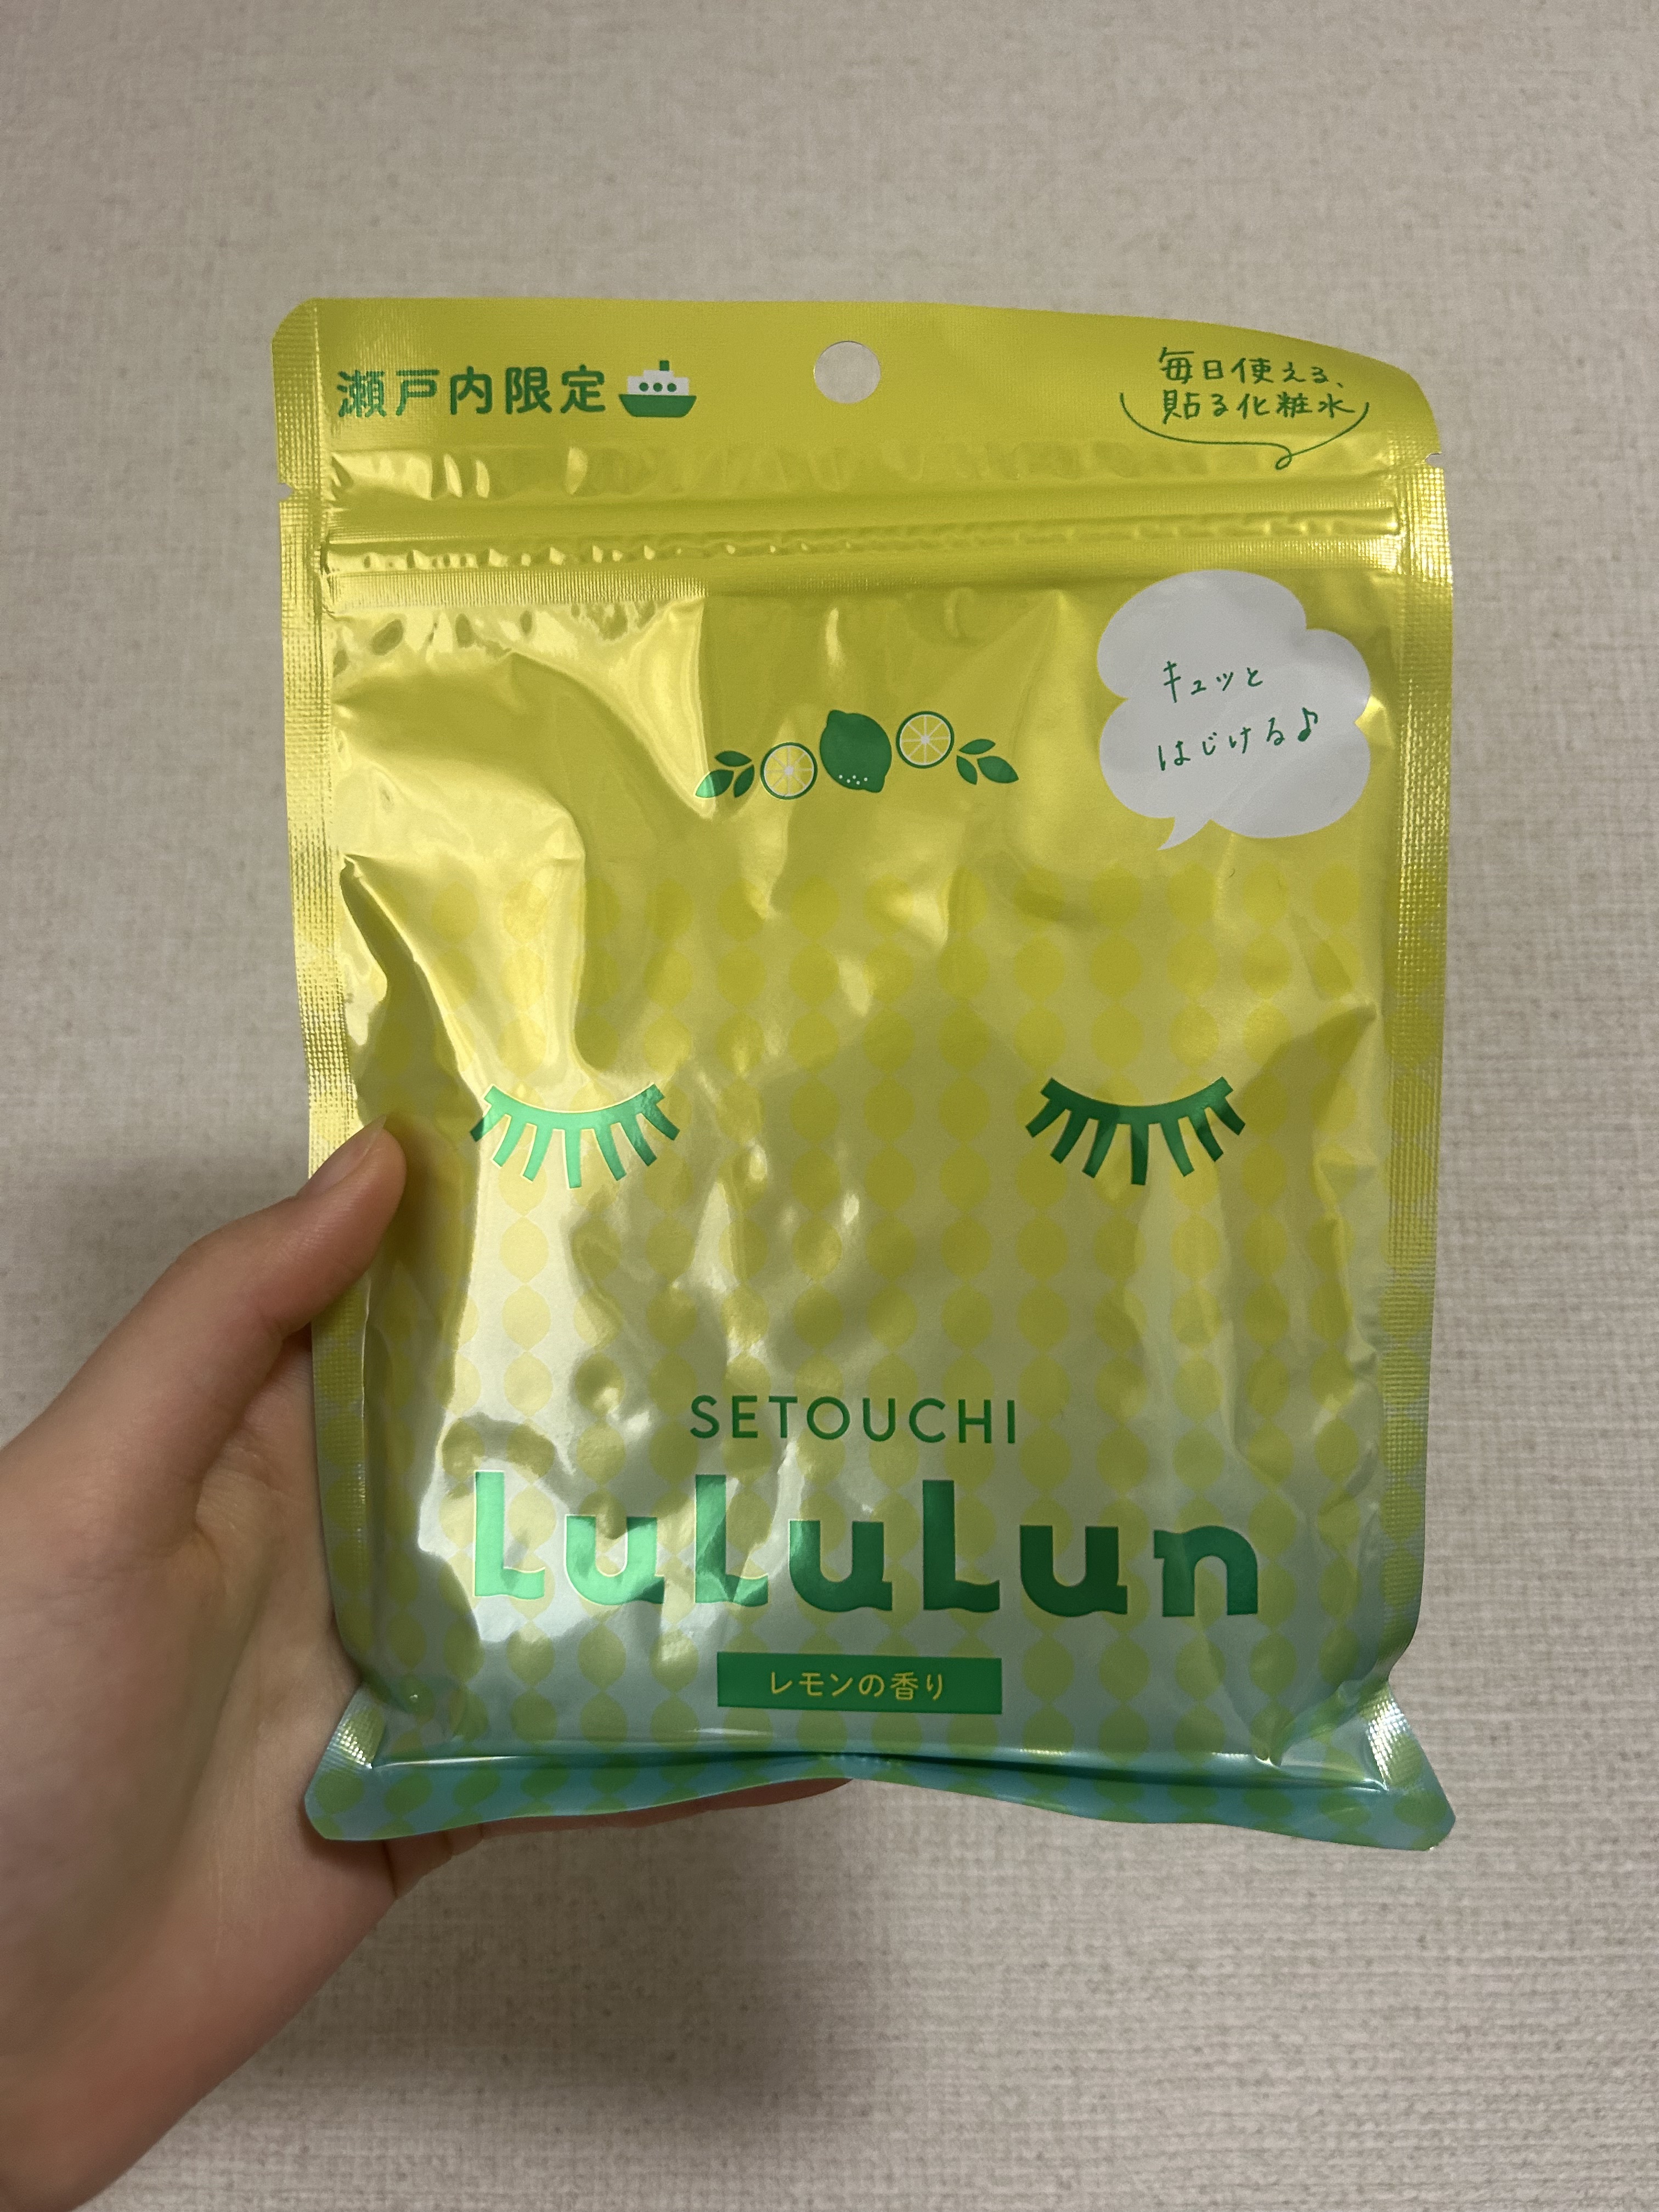 瀬戸内限定
毎日使える、
貼る化粧水
キュッと
はじける♪
SETOUCHI
LuLuLun
レモンの香り